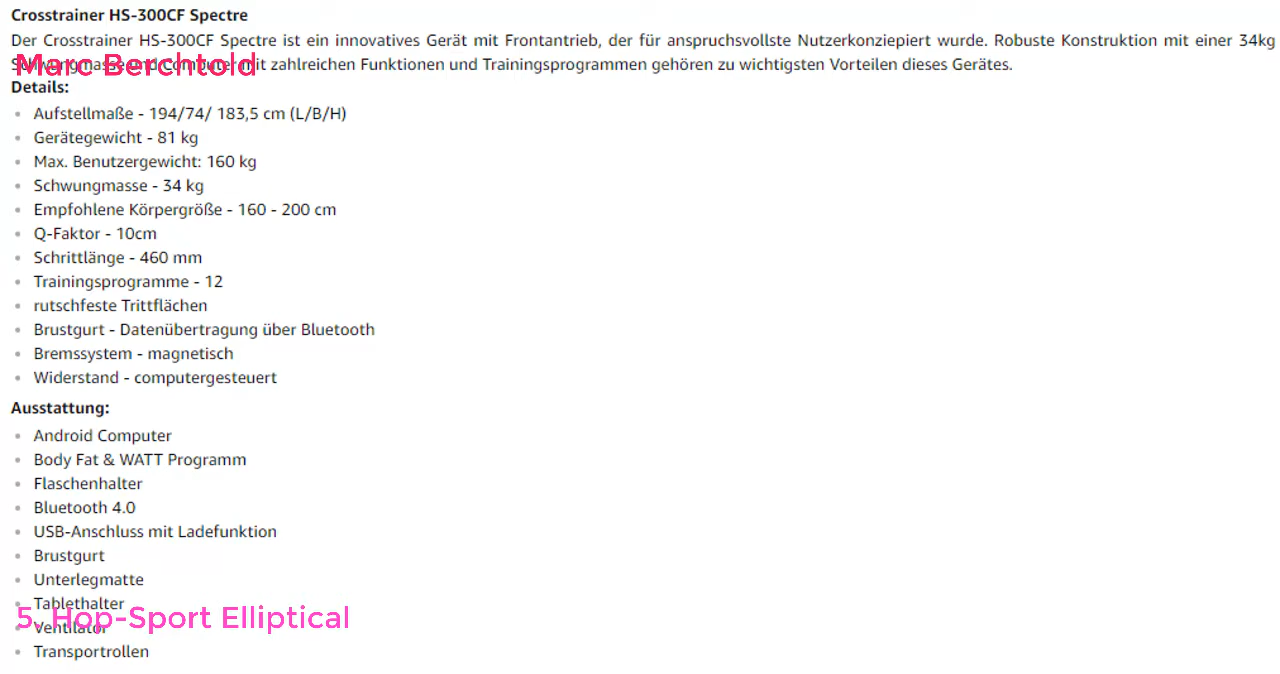 Crosstrainer HS-300CF Spectre
Der Crosstrainer HS-300CF Spectre ist ein innovatives Gerät mit Frontantrieb, der für anspruchsvollste Nutzerkonziepiert wurde. Robuste Konstruktion mit einer 34kg
Schwungmasse und Computer mit zahlreichen Funktionen und Trainingsprogrammen gehören zu wichtigsten Vorteilen dieses Gerätes.
Marc Berchtold
Details:
Aufstellmaße - 194/74/ 183,5 cm (L/B/H)
Gerätegewicht - 81 kg
Max. Benutzergewicht: 160 kg
Schwungmasse - 34 kg
Empfohlene Körpergröße - 160 - 200 cm
Q-Faktor - 10cm
Schrittlänge - 460 mm
Trainingsprogramme - 12
rutschfeste Trittflächen
Brustgurt - Datenübertragung über Bluetooth
Bremssystem - magnetisch
Widerstand - computergesteuert
Ausstattung:
Android Computer
Body Fat & WATT Programm
Flaschenhalter
Bluetooth 4.0
USB-Anschluss mit Ladefunktion
Brustgurt
Unterlegmatte
Tablethalter
5. Hop-Sport Elliptical
Ventilator
Transportrollen